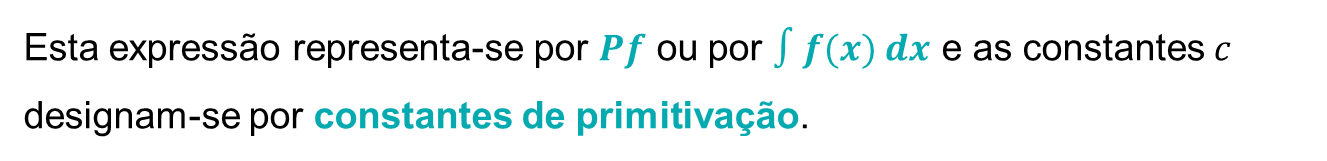 Esta expressão representa-se por Pf ou por ∫ f(x) dx e as constantes c
designam-se por constantes de primitivação.